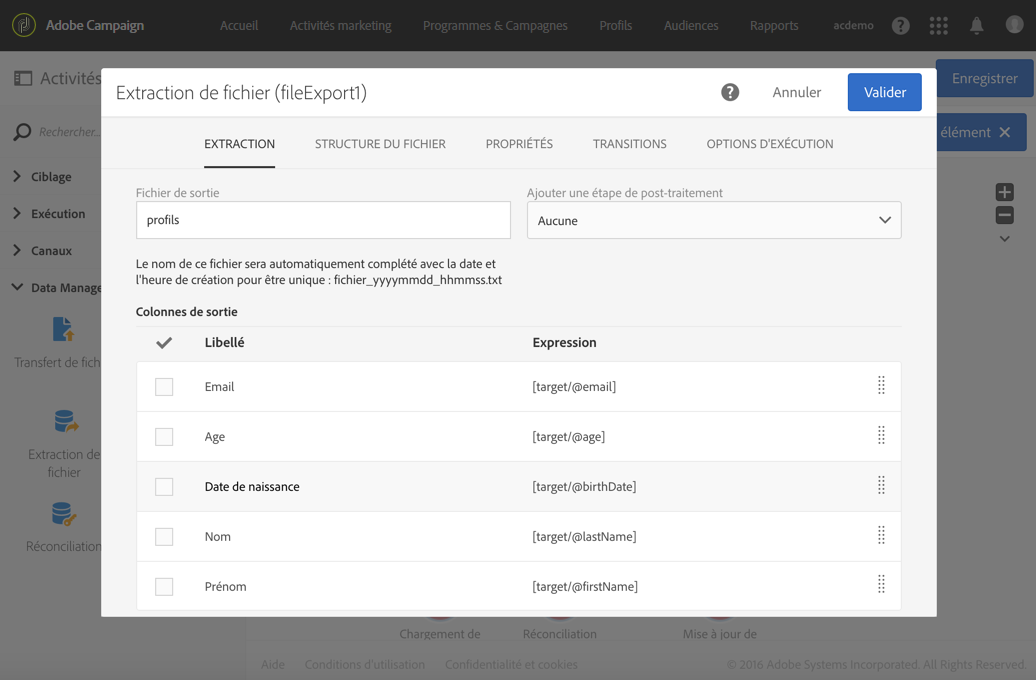 Adobe Campaign
Accueil Activités marketing Programmes & Campagnes Profils Audiences Rapports acdemo ?
Activités
Enregistrer
Extraction de fichier (fileExport1) ? Annuler Valider
Rechercher...
élément
EXTRACTION STRUCTURE DU FICHIER PROPRIÉTÉS TRANSITIONS OPTIONS D'EXÉCUTION
Ciblage
Exécution
Canaux
Data Manage
Transfert de fich
Extraction de
fichier
Réconciliation
Fichier de sortie Ajouter une étape de post-traitement
profils Aucune
Le nom de ce fichier sera automatiquement complété avec la date et
l'heure de création pour être unique : fichier_yyyymmdd_hhmmss.txt
Colonnes de sortie
Libellé Expression
Email [target/@email]
Age [target/@age]
Date de naissance [target/@birthDate]
Nom [target/@lastName]
Prénom [target/@firstName]
Chargement de Réconciliation Mise à jour de
Aide Conditions d'utilisation Confidentialité et cookies © 2016 Adobe Systems Incorporated. All Rights Reserved.